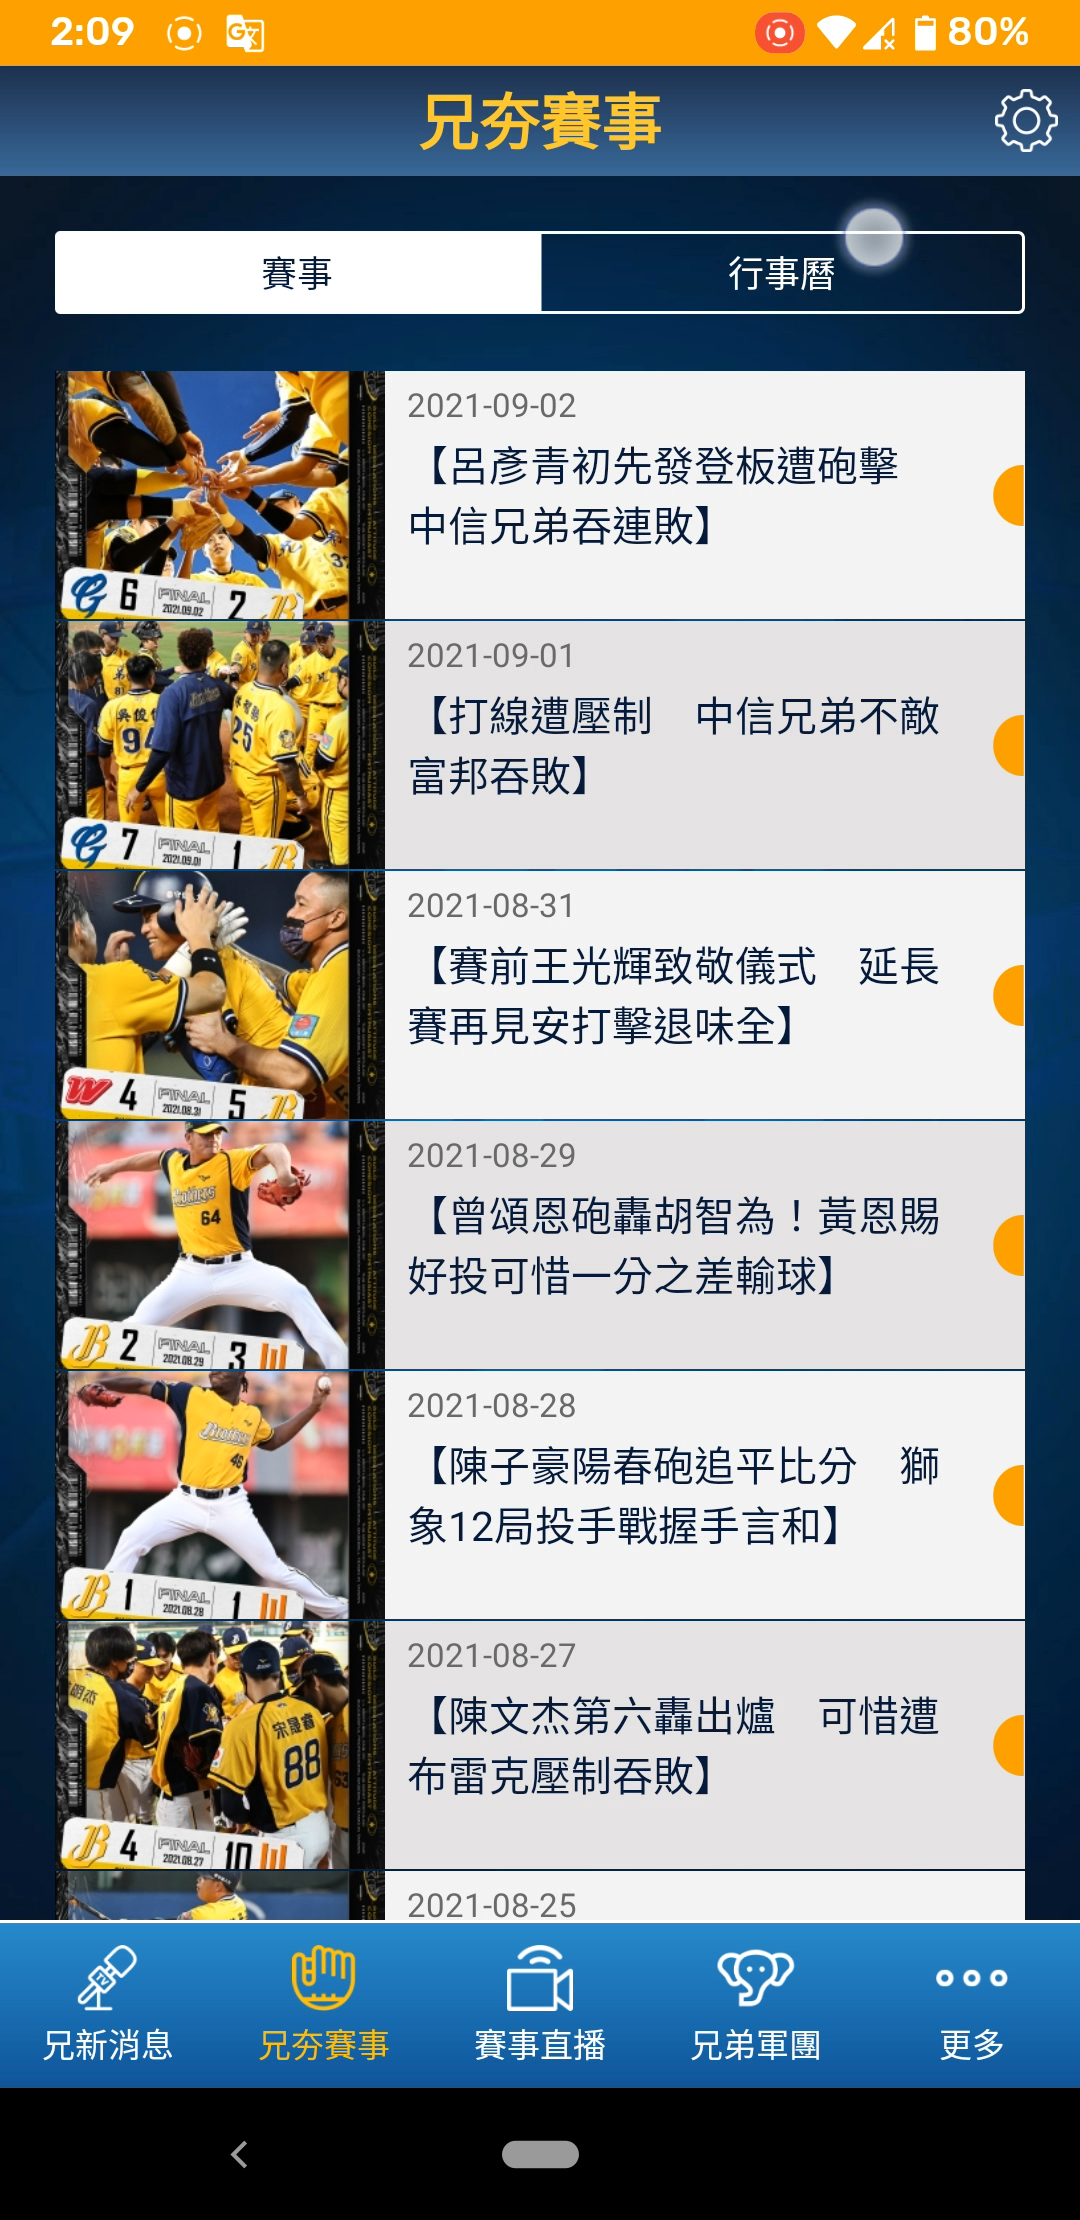 2:09
80%
兄夯賽事
賽事
行事曆
2021-09-02
【呂彥青初先發登板遭砲擊
中信兄弟吞連敗】
6 FINAL 2
2021.09.02
2021-09-01
【打線遭壓制　中信兄弟不敵
富邦吞敗】
94
25
7 FINAL 1
2021.09.01
2021-08-31
【賽前王光輝致敬儀式　延長
賽再見安打擊退味全】
W 4 FINAL 5 B
2021.08.31
2021-08-29
【曾頌恩砲轟胡智為！黃恩賜
好投可惜一分之差輸球】
Brothers
64
B 2 FINAL 3
2021.08.29
2021-08-28
【陳子豪陽春砲追平比分　獅
象12局投手戰握手言和】
Brothers
46
B 1 FINAL 1
2021.08.28
2021-08-27
【陳文杰第六轟出爐　可惜遭
布雷克壓制吞敗】
宋晟睿
88
B 4 FINAL 10
2021.08.27
2021-08-25
兄新消息
兄夯賽事
賽事直播
兄弟軍團
更多